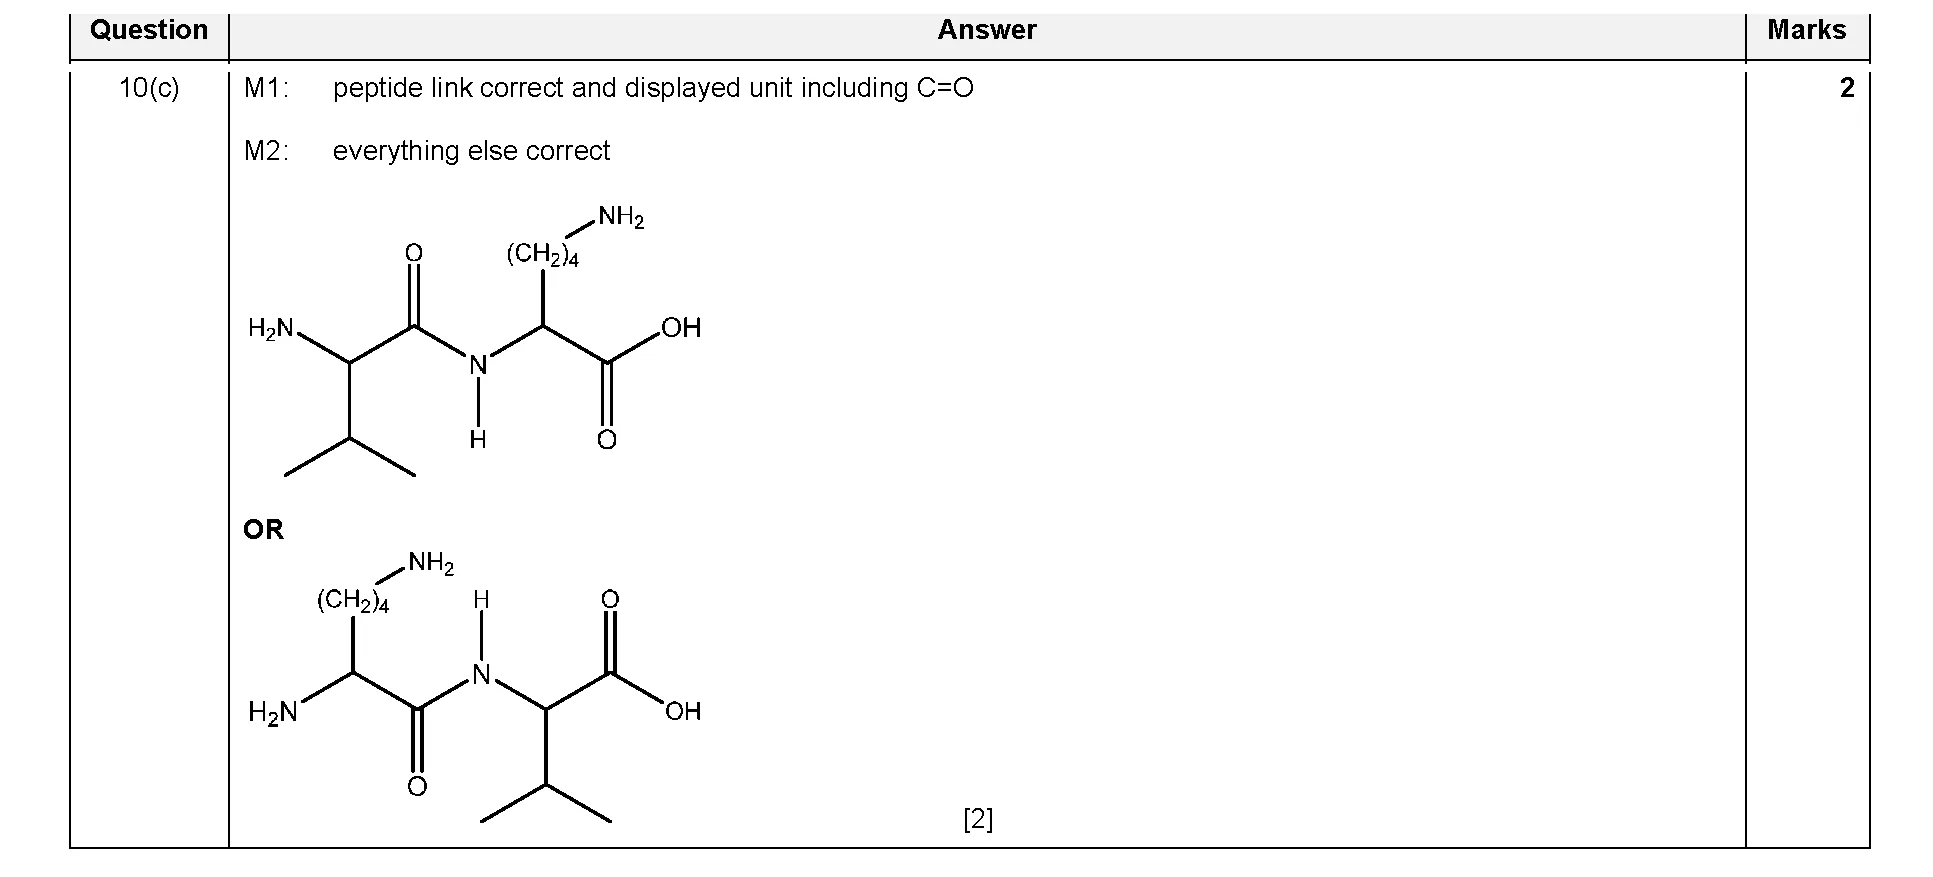 Question Answer Marks
10(c) M1: peptide link correct and displayed unit including C=O 2
M2: everything else correct
NH₂
O (CH₂)₄
H₂N OH
N
H O
OR
NH₂
(CH₂)₄ H O
N
H₂N OH
O
[2]